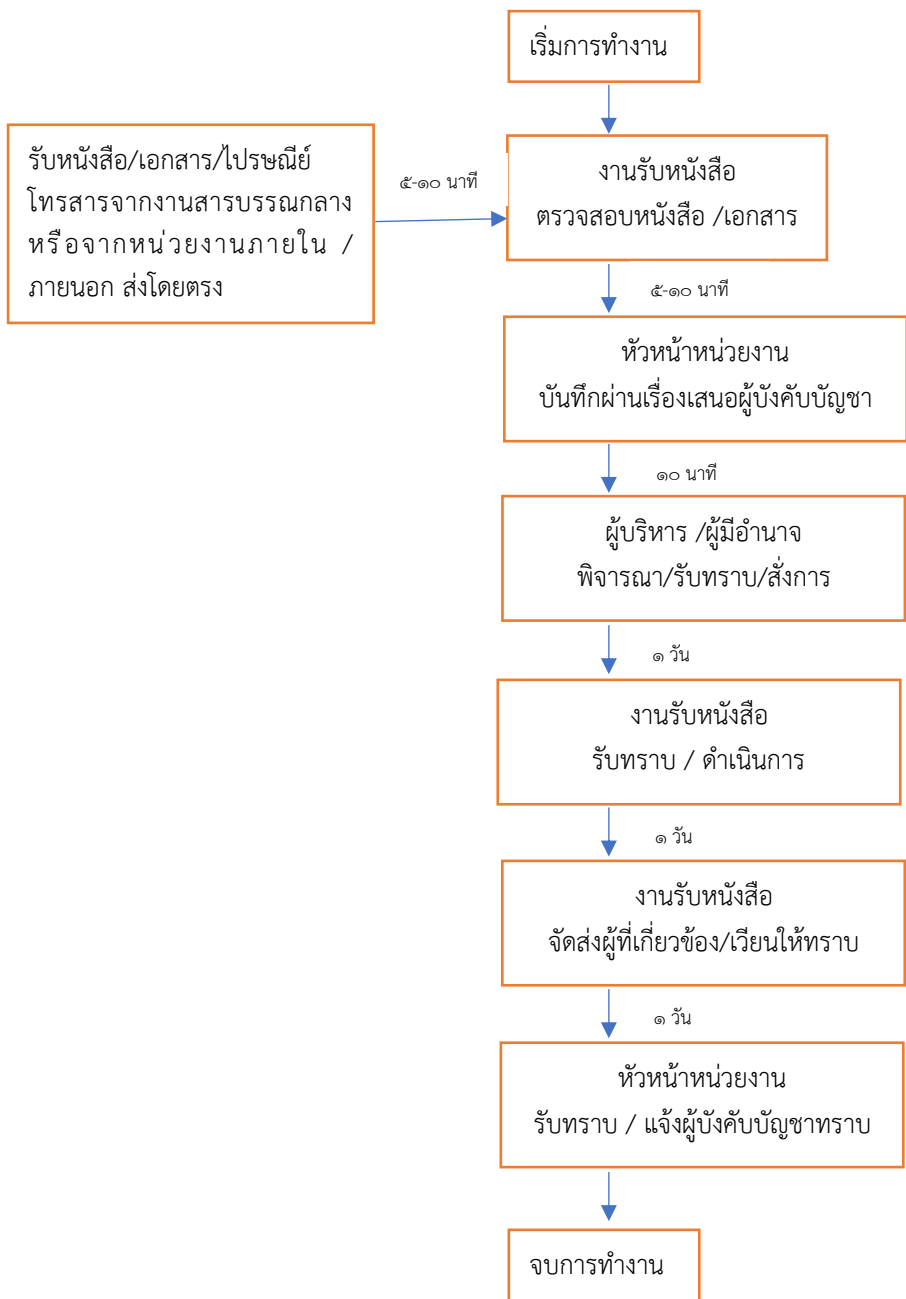 เริ่มการทำงาน
รับหนังสือ/เอกสาร/ไปรษณีย์
โทรสารจากงานสารบรรณกลาง
หรือจากหน่วยงานภายใน /
ภายนอก ส่งโดยตรง
๕-๑๐ นาที
งานรับหนังสือ
ตรวจสอบหนังสือ /เอกสาร
๕-๑๐ นาที
หัวหน้าหน่วยงาน
บันทึกผ่านเรื่องเสนอผู้บังคับบัญชา
๑๐ นาที
ผู้บริหาร /ผู้มีอำนาจ
พิจารณา/รับทราบ/สั่งการ
๑ วัน
งานรับหนังสือ
รับทราบ / ดำเนินการ
๑ วัน
งานรับหนังสือ
จัดส่งผู้ที่เกี่ยวข้อง/เวียนให้ทราบ
๑ วัน
หัวหน้าหน่วยงาน
รับทราบ / แจ้งผู้บังคับบัญชาทราบ
จบการทำงาน